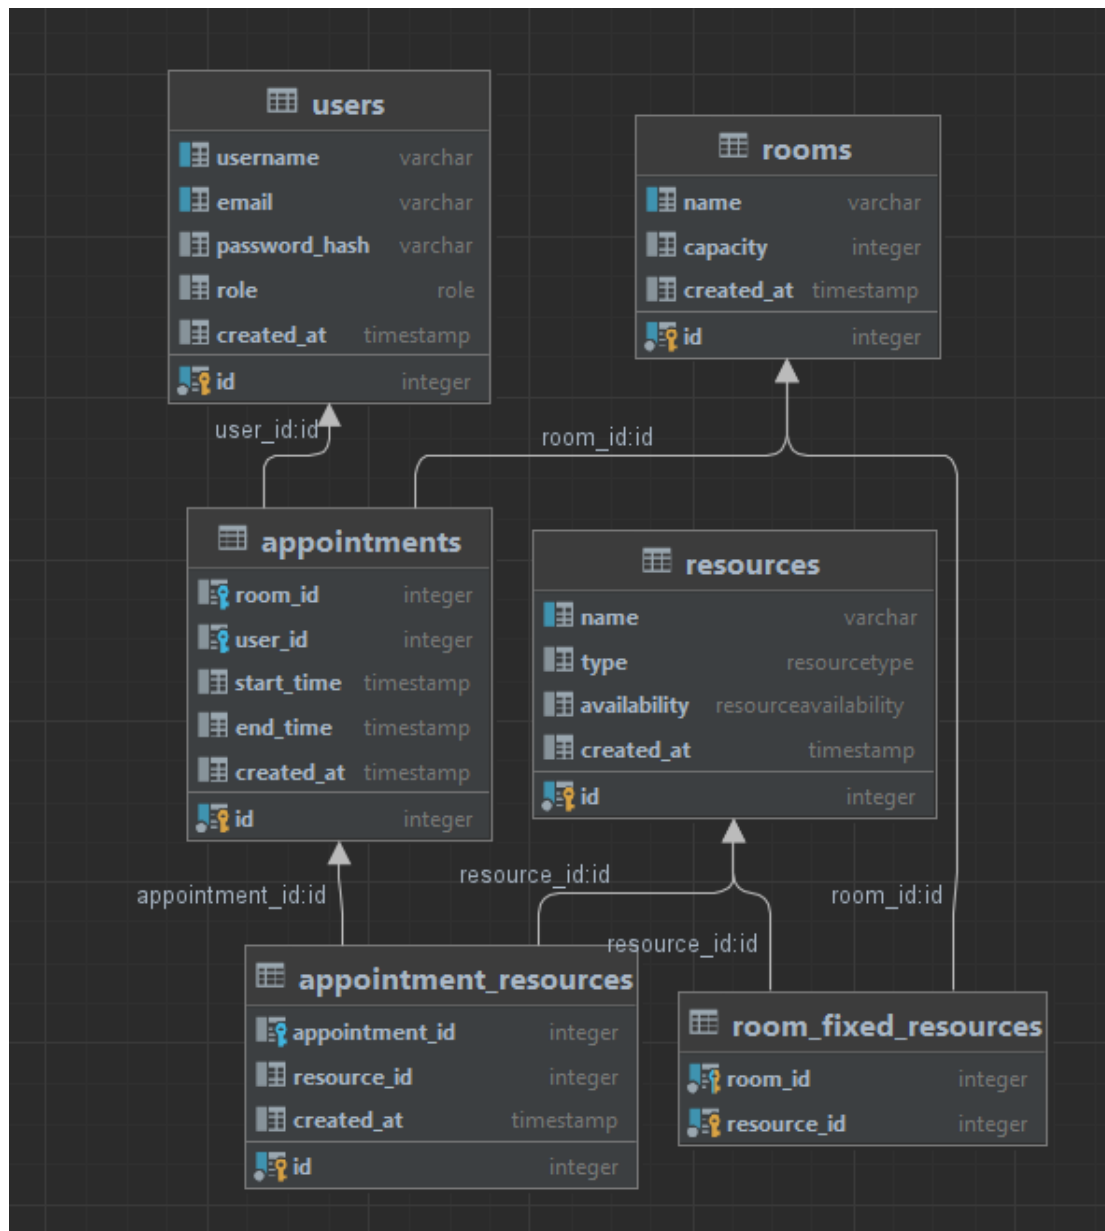 users
username varchar
email varchar
password_hash varchar
role role
created_at timestamp
id integer
rooms
name varchar
capacity integer
created_at timestamp
id integer
user_id:id
room_id:id
appointments
room_id integer
user_id integer
start_time timestamp
end_time timestamp
created_at timestamp
id integer
resources
name varchar
type resourcetype
availability resourceavailability
created_at timestamp
id integer
appointment_id:id
resource_id:id
room_id:id
resource_id:id
appointment_resources
appointment_id integer
resource_id integer
created_at timestamp
id integer
room_fixed_resources
room_id integer
resource_id integer